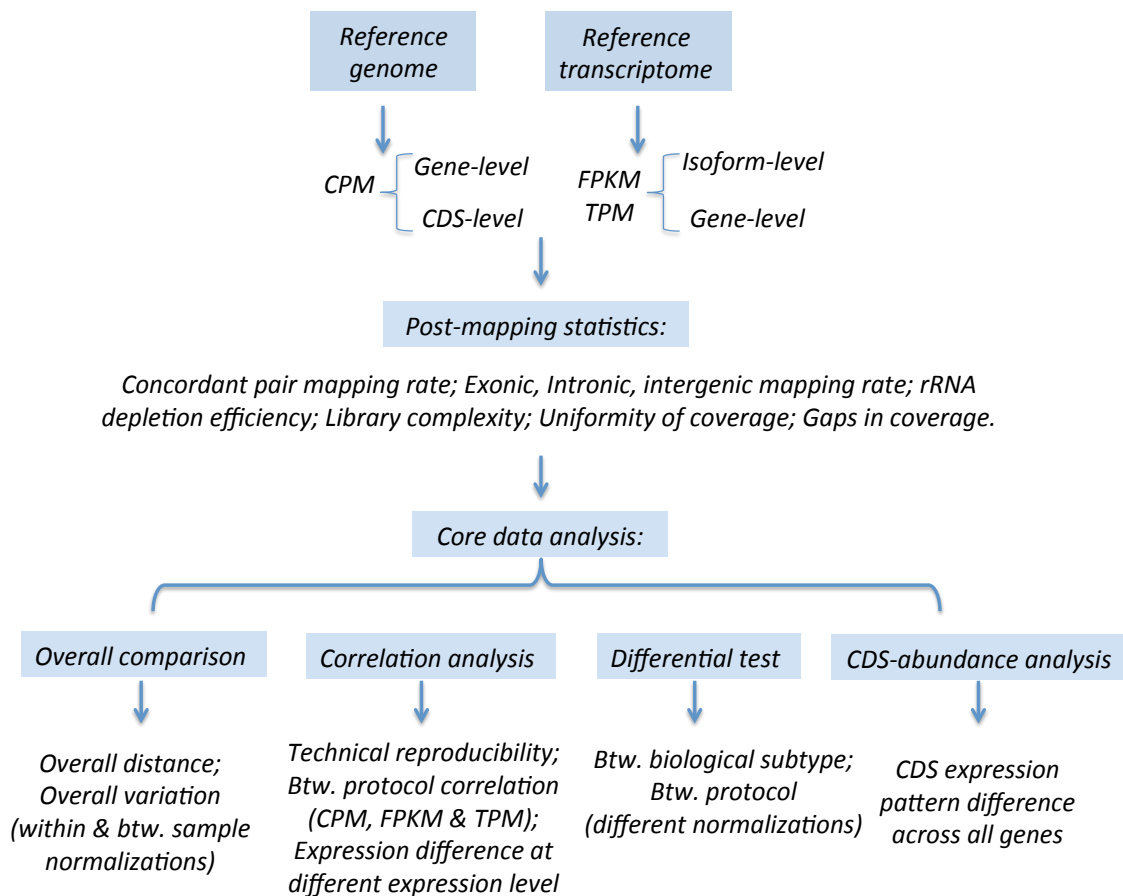 Reference
genome
Reference
transcriptome
CPM
Gene-level
CDS-level
FPKM
TPM
Isoform-level
Gene-level
Post-mapping statistics:
Concordant pair mapping rate; Exonic, Intronic, intergenic mapping rate; rRNA
depletion efficiency; Library complexity; Uniformity of coverage; Gaps in coverage.
Core data analysis:
Overall comparison
Correlation analysis
Differential test
CDS-abundance analysis
Overall distance;
Overall variation
(within & btw. sample
normalizations)
Technical reproducibility;
Btw. protocol correlation
(CPM, FPKM & TPM);
Expression difference at
different expression level
Btw. biological subtype;
Btw. protocol
(different normalizations)
CDS expression
pattern difference
across all genes